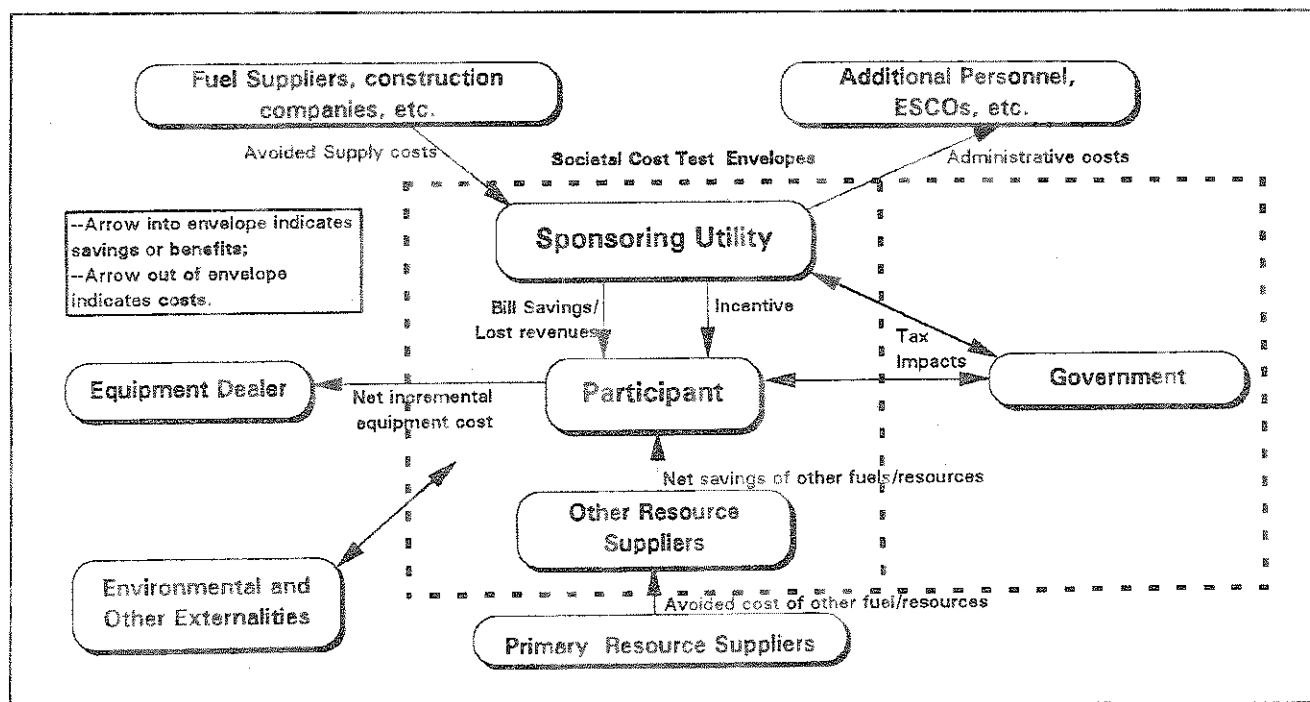 Fuel Suppliers, construction
companies, etc.
Additional Personnel,
ESCOs, etc.
Avoided Supply costs
Societal Cost Test Envelopes
Administrative costs
--Arrow into envelope indicates
savings or benefits;
--Arrow out of envelope
indicates costs.
Sponsoring Utility
Bill Savings/
Lost revenues
Incentive
Tax
Impacts
Equipment Dealer
Net incremental
equipment cost
Participant
Government
Net savings of other fuels/resources
Other Resource
Suppliers
Environmental and
Other Externalities
Avoided cost of other fuel/resources
Primary Resource Suppliers